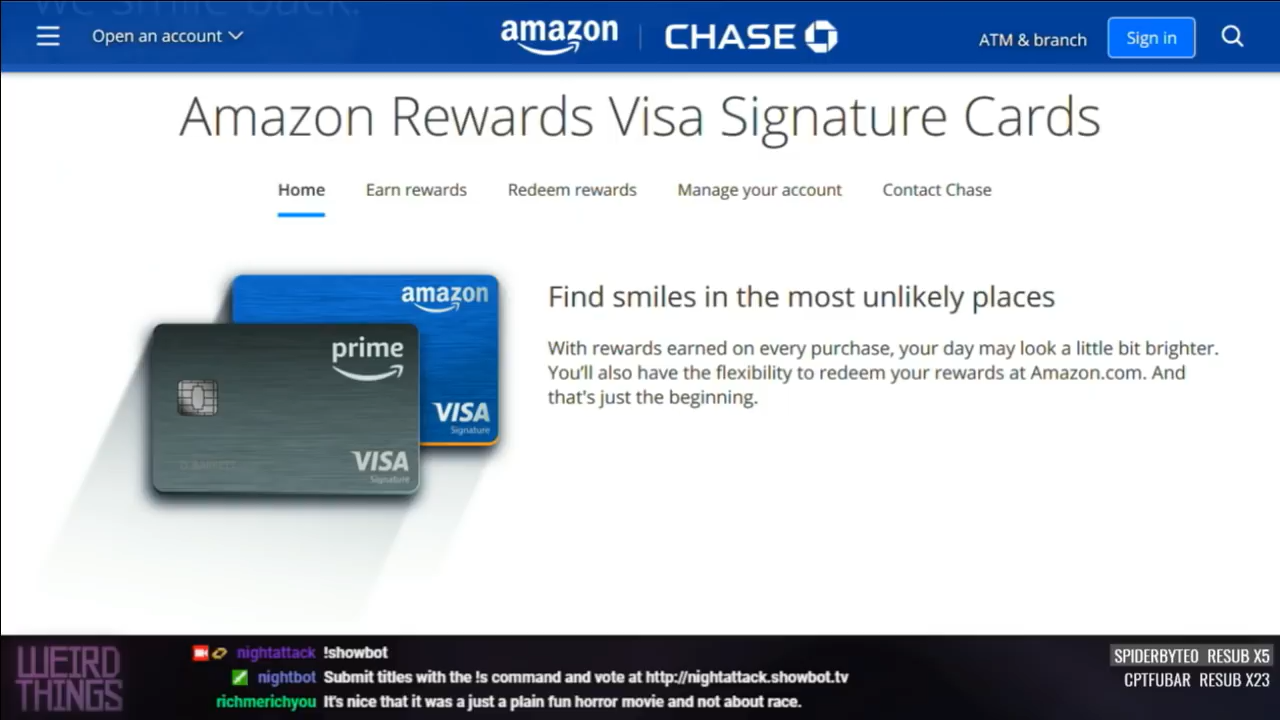 we smile back.
Open an account
amazon
CHASE
ATM & branch
Sign in
Amazon Rewards Visa Signature Cards
Home
Earn rewards
Redeem rewards
Manage your account
Contact Chase
amazon
prime
VISA
Signature
VISA
Signature
Find smiles in the most unlikely places
With rewards earned on every purchase, your day may look a little bit brighter.
You’ll also have the flexibility to redeem your rewards at Amazon.com. And
that's just the beginning.
WEIRD
THINGS
nightattack !showbot
nightbot Submit titles with the !s command and vote at http://nightattack.showbot.tv
richmerichyou It's nice that it was a just a plain fun horror movie and not about race.
SPIDERBYTE0 RESUB X5
CPTFUBAR RESUB X23